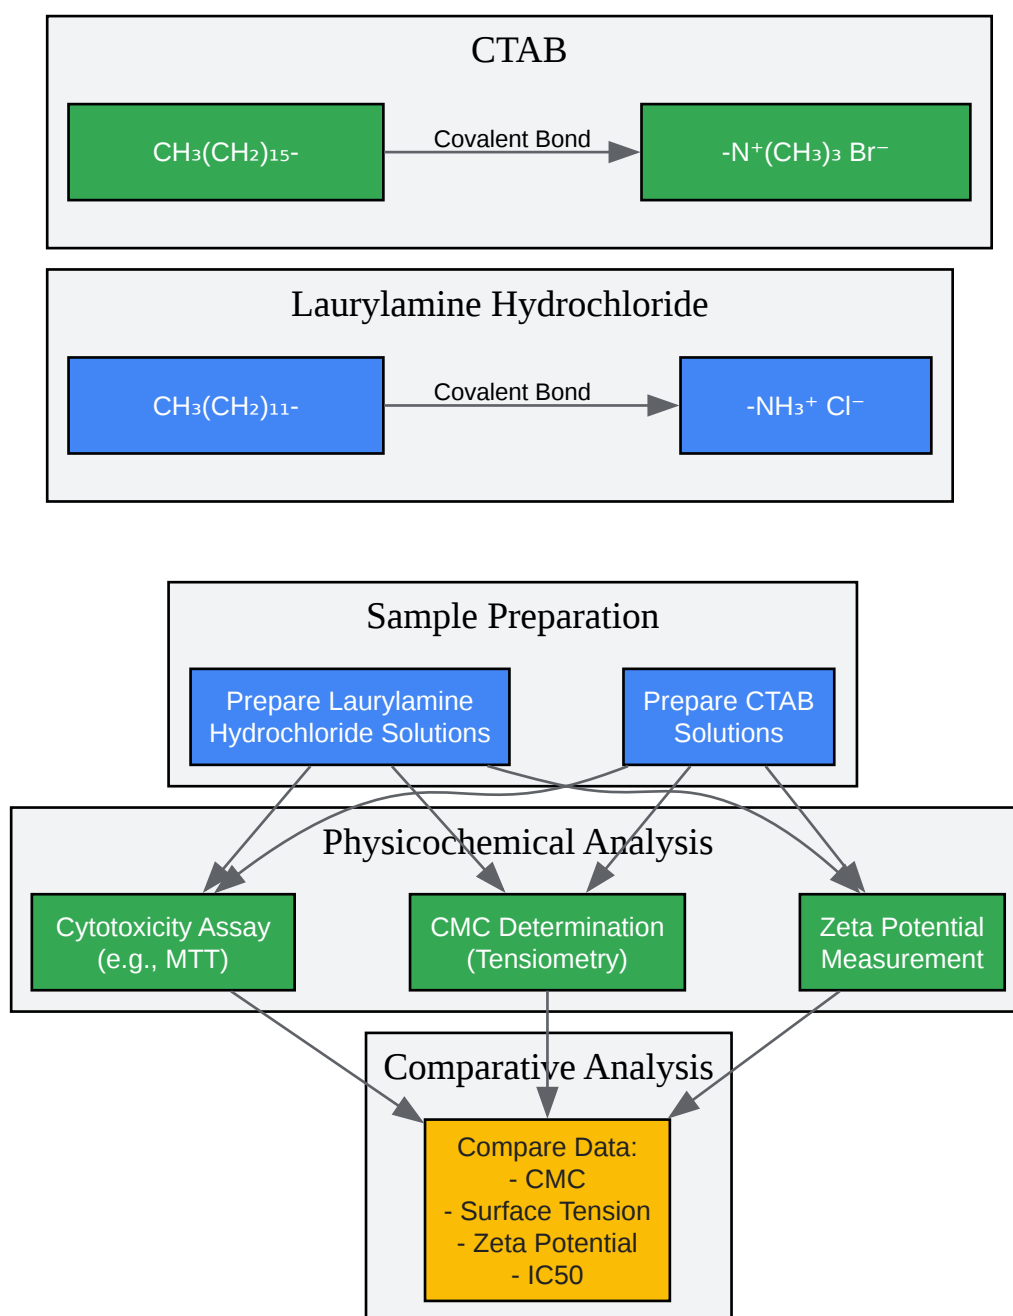 CTAB
CH₃(CH₂)₁₅-
Covalent Bond
-N⁺(CH₃)₃ Br⁻
Laurylamine Hydrochloride
CH₃(CH₂)₁₁-
Covalent Bond
-NH₃⁺ Cl⁻
Sample Preparation
Prepare Laurylamine
Hydrochloride Solutions
Prepare CTAB
Solutions
Physicochemical Analysis
Cytotoxicity Assay
(e.g., MTT)
CMC Determination
(Tensiometry)
Zeta Potential
Measurement
Comparative Analysis
Compare Data:
- CMC
- Surface Tension
- Zeta Potential
- IC50